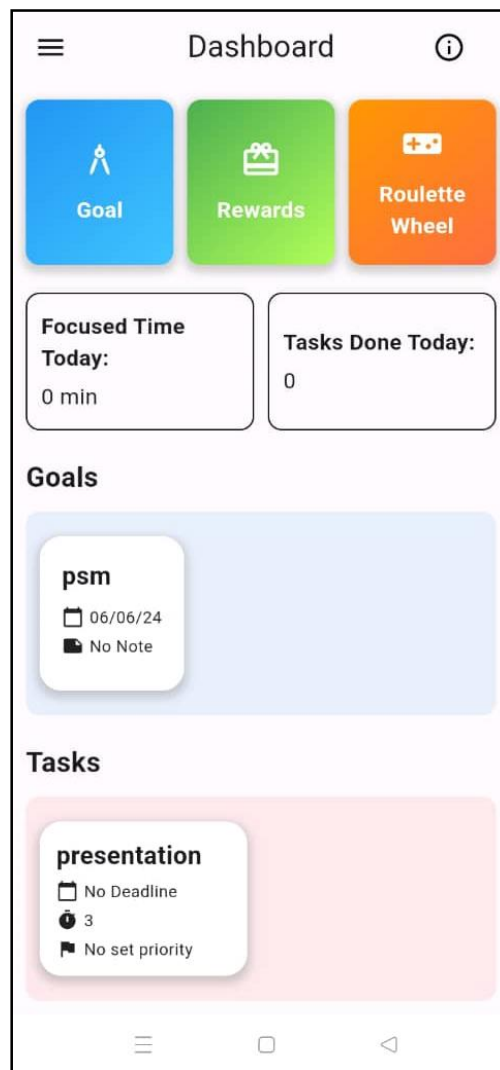 Dashboard
Goal
Rewards
Roulette
Wheel
Focused Time
Today:
0 min
Tasks Done Today:
0
Goals
psm
06/06/24
No Note
Tasks
presentation
No Deadline
3
No set priority